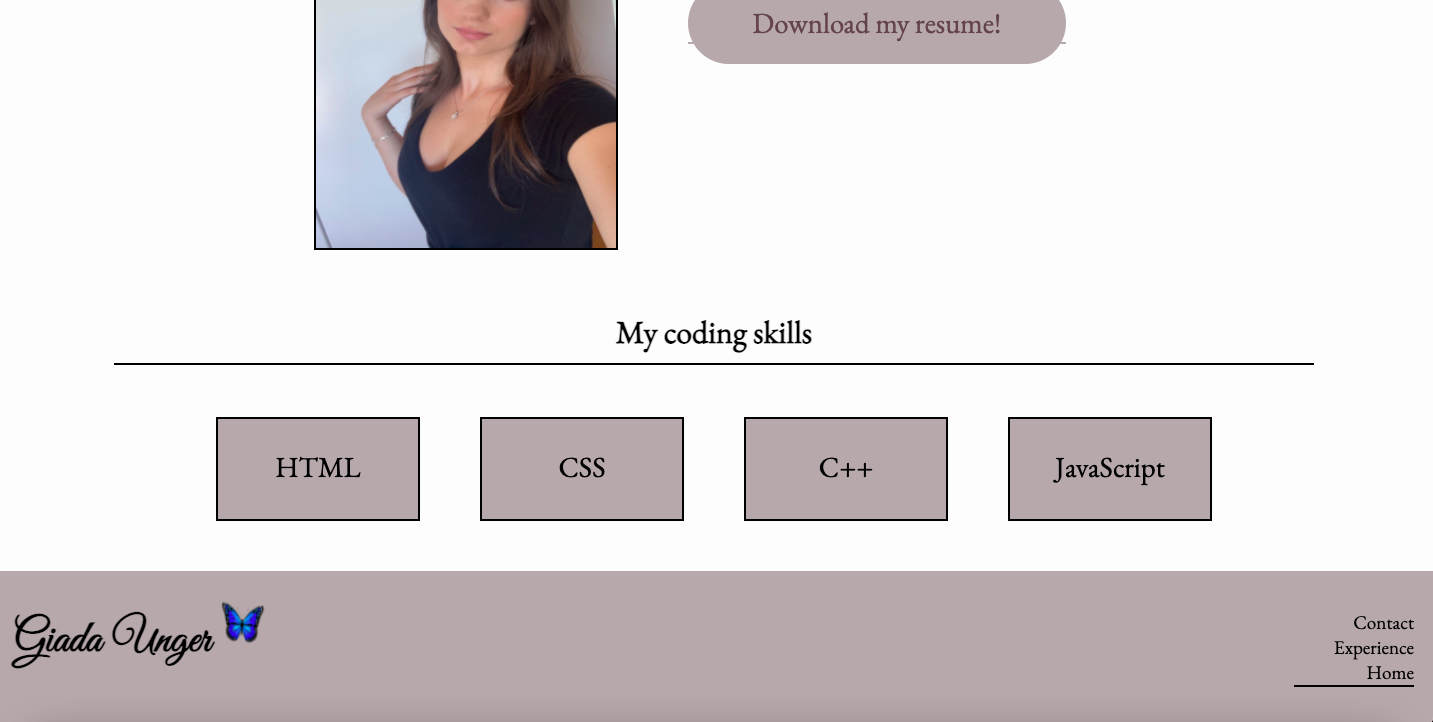 Download my resume!
My coding skills
HTML
CSS
C++
JavaScript
Giada Unger
Contact
Experience
Home